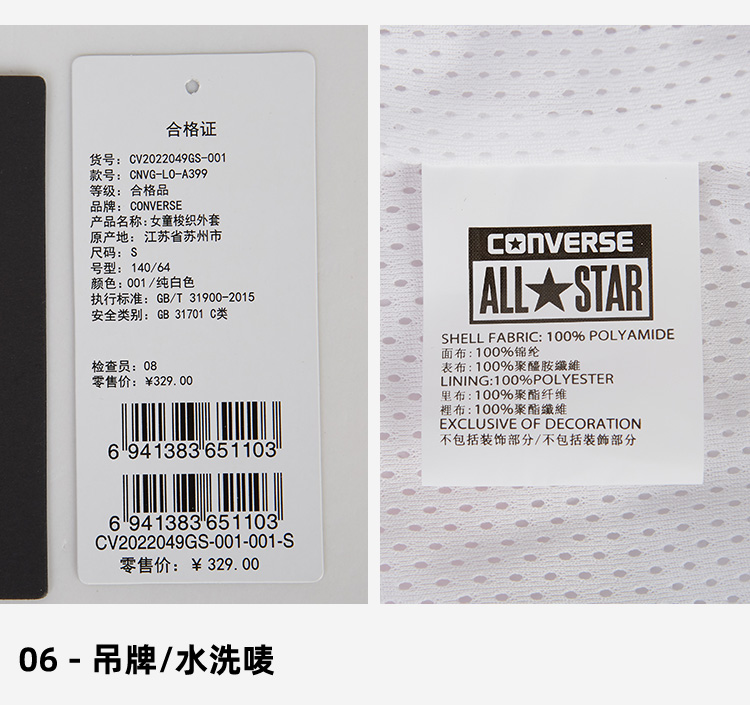 合格证
货号: CV2022049GS-001
款号: CNVG-LO-A399
等级: 合格品
品牌: CONVERSE
产品名称: 女童梭织外套
原产地: 江苏省苏州市
尺码: S
号型: 140/64
颜色: 001/纯白色
执行标准: GB/T 31900-2015
安全类别: GB 31701 C类
检查员: 08
零售价: ¥329.00
6 941383 651103
6 941383 651103
CV2022049GS-001-001-S
零售价: ¥ 329.00
CONVERSE
ALL★STAR
SHELL FABRIC: 100% POLYAMIDE
面布: 100%锦纶
表布: 100%聚醯胺纖維
LINING:100%POLYESTER
里布: 100%聚酯纤维
裡布: 100%聚酯纖維
EXCLUSIVE OF DECORATION
不包括装饰部分/不包括裝飾部分
06 - 吊牌/水洗唛